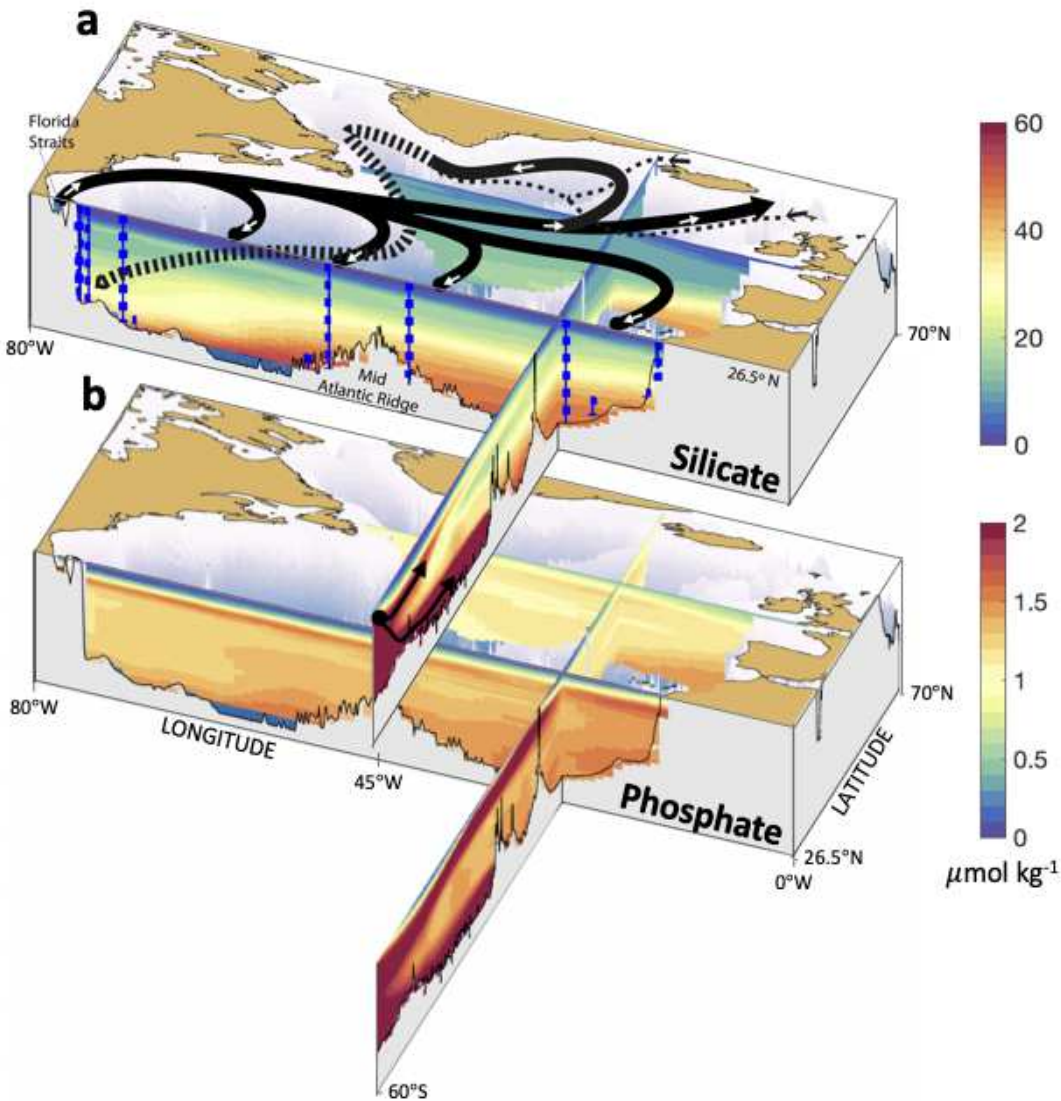 a
Florida
Straits
60
40
20
0
80°W
Mid
Atlantic Ridge
26.5° N
70°N
Silicate
b
2
1.5
1
0.5
0
80°W
LONGITUDE
45°W
70°N
LATITUDE
Phosphate
26.5°N
0°W
μmol kg-1
60°S